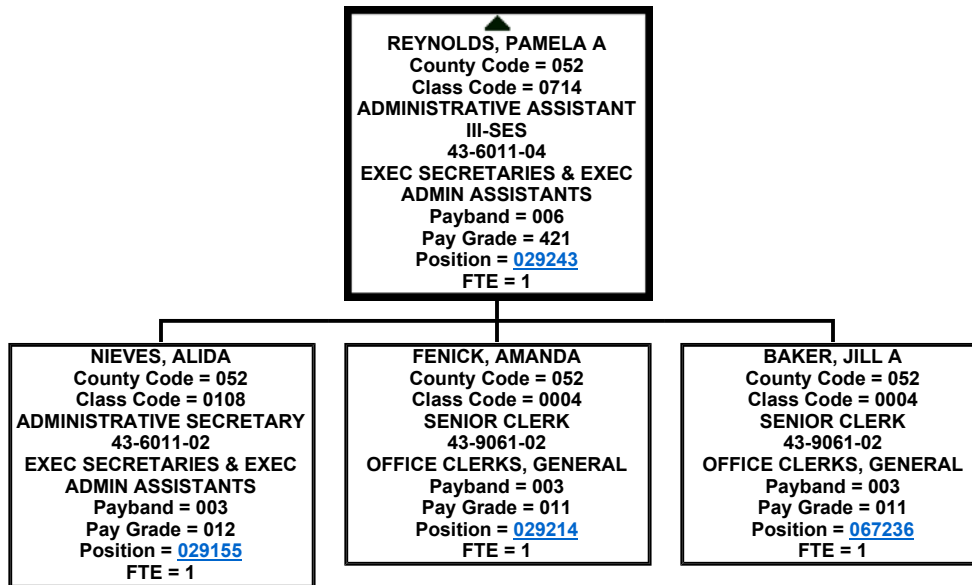 REYNOLDS, PAMELA A
County Code = 052
Class Code = 0714
ADMINISTRATIVE ASSISTANT
III-SES
43-6011-04
EXEC SECRETARIES & EXEC
ADMIN ASSISTANTS
Payband = 006
Pay Grade = 421
Position = 029243
FTE = 1
NIEVES, ALIDA
County Code = 052
Class Code = 0108
ADMINISTRATIVE SECRETARY
43-6011-02
EXEC SECRETARIES & EXEC
ADMIN ASSISTANTS
Payband = 003
Pay Grade = 012
Position = 029155
FTE = 1
FENICK, AMANDA
County Code = 052
Class Code = 0004
SENIOR CLERK
43-9061-02
OFFICE CLERKS, GENERAL
Payband = 003
Pay Grade = 011
Position = 029214
FTE = 1
BAKER, JILL A
County Code = 052
Class Code = 0004
SENIOR CLERK
43-9061-02
OFFICE CLERKS, GENERAL
Payband = 003
Pay Grade = 011
Position = 067236
FTE = 1